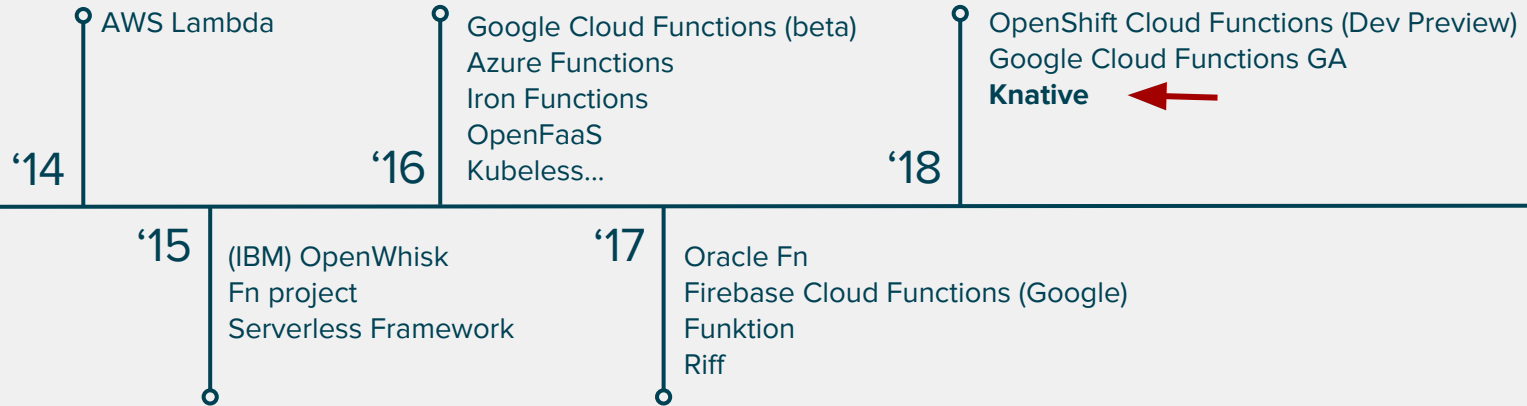 ‘14
AWS Lambda
‘15
(IBM) OpenWhisk
Fn project
Serverless Framework
‘16
Google Cloud Functions (beta)
Azure Functions
Iron Functions
OpenFaaS
Kubeless...
‘17
Oracle Fn
Firebase Cloud Functions (Google)
Funktion
Riff
‘18
OpenShift Cloud Functions (Dev Preview)
Google Cloud Functions GA
Knative